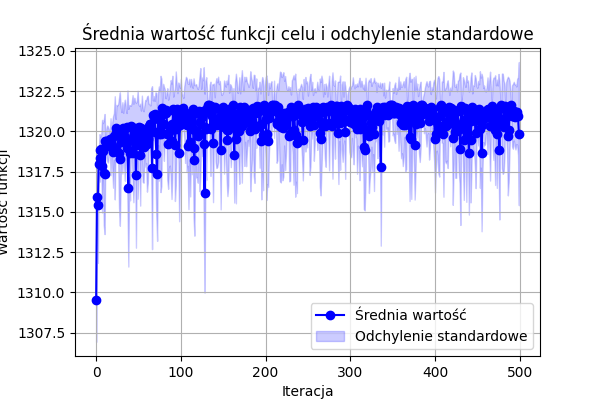 Średnia wartość funkcji celu i odchylenie standardowe
1325.0
1322.5
1320.0
1317.5
1315.0
1312.5
1310.0
1307.5
Wartość funkcji
0
100
200
300
400
500
Iteracja
Średnia wartość
Odchylenie standardowe